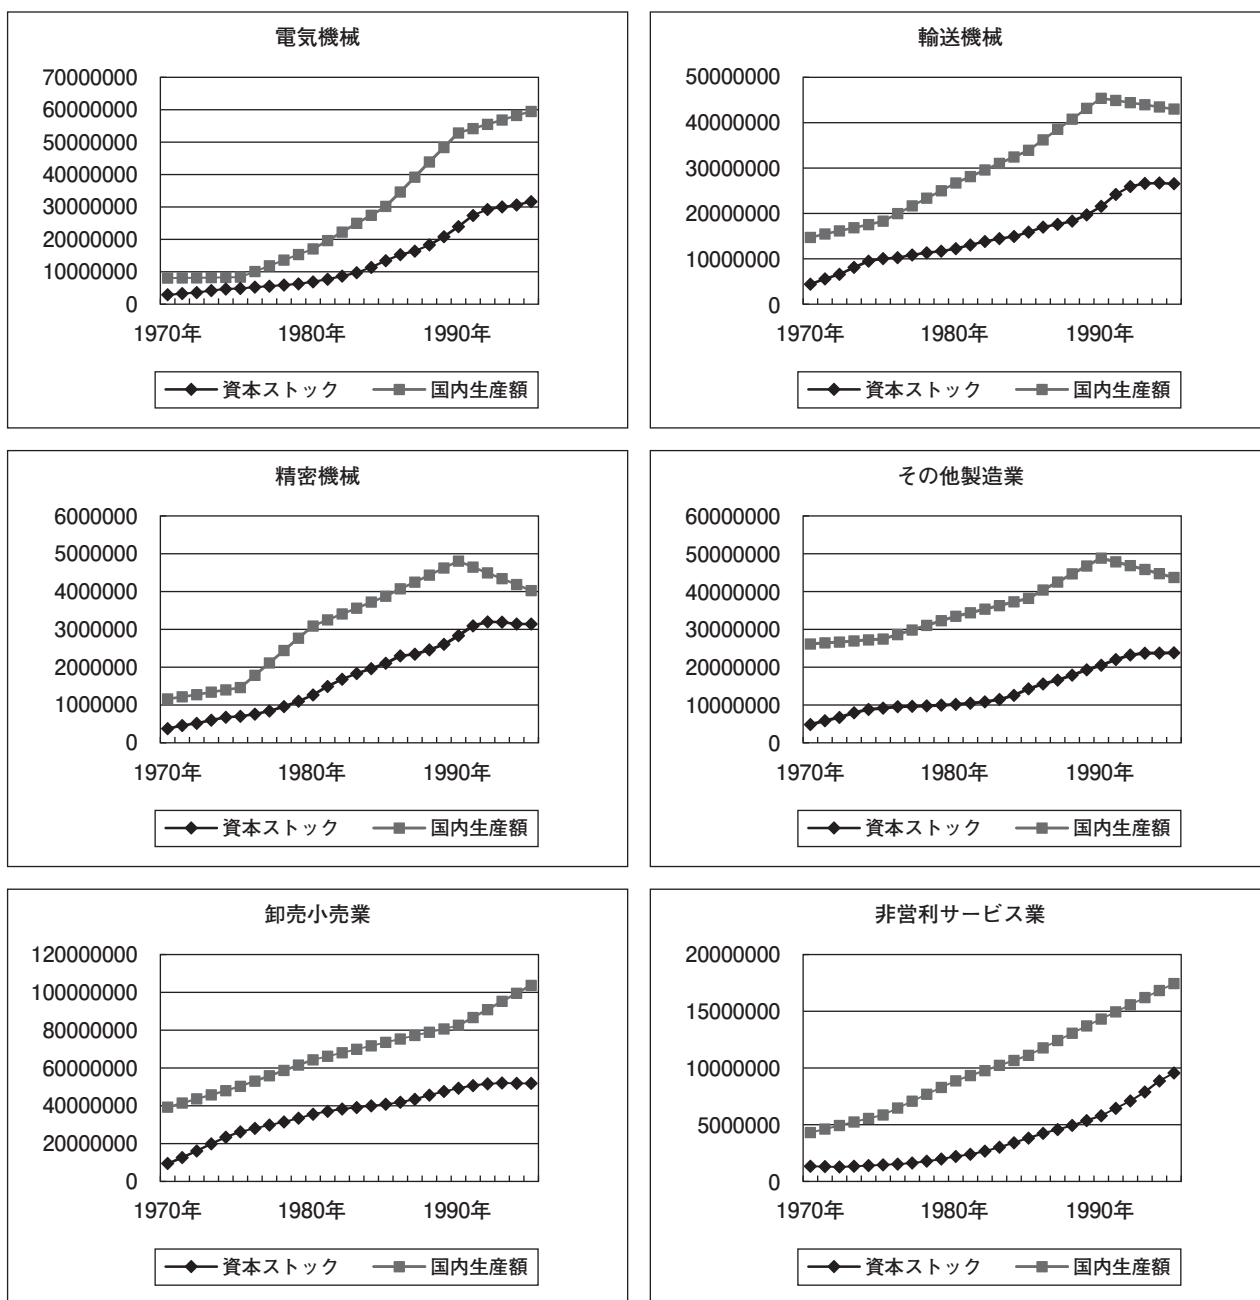 電気機械
70000000
60000000
50000000
40000000
30000000
20000000
10000000
0
1970年 1980年 1990年
資本ストック 国内生産額
輸送機械
50000000
40000000
30000000
20000000
10000000
0
1970年 1980年 1990年
資本ストック 国内生産額
精密機械
6000000
5000000
4000000
3000000
2000000
1000000
0
1970年 1980年 1990年
資本ストック 国内生産額
その他製造業
60000000
50000000
40000000
30000000
20000000
10000000
0
1970年 1980年 1990年
資本ストック 国内生産額
卸売小売業
120000000
100000000
80000000
60000000
40000000
20000000
0
1970年 1980年 1990年
資本ストック 国内生産額
非営利サービス業
20000000
15000000
10000000
5000000
0
1970年 1980年 1990年
資本ストック 国内生産額